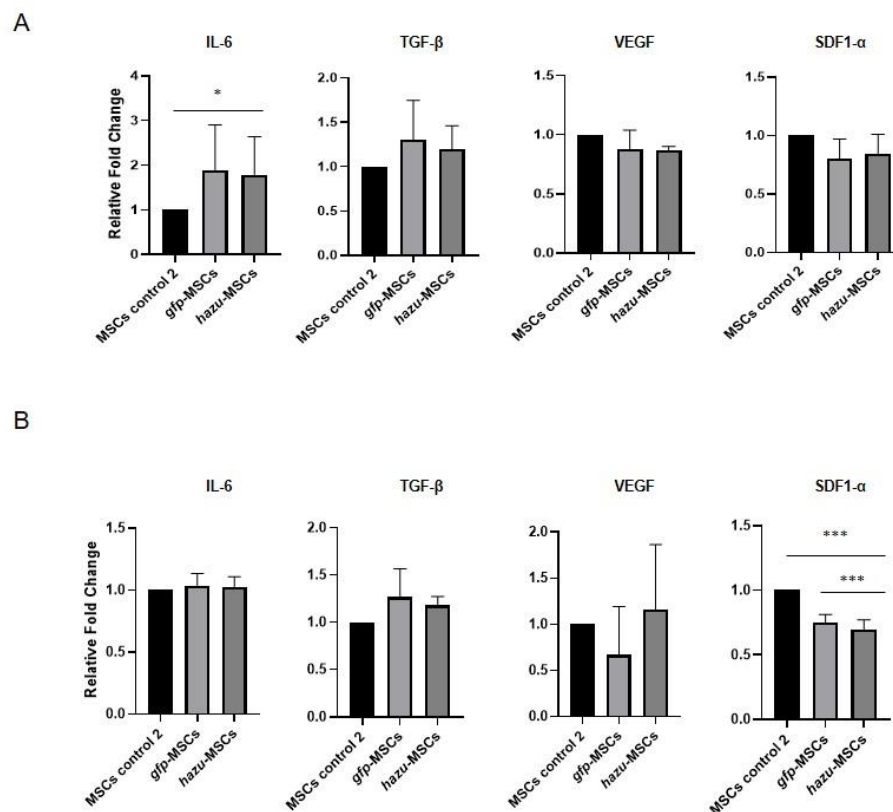 A
IL-6
TGF-β
VEGF
SDF1-α
Relative Fold Change
4
3
2
1
0
*
MSCs control 2
gfp-MSCs
hazu-MSCs
2.0
1.5
1.0
0.5
0.0
MSCs control 2
gfp-MSCs
hazu-MSCs
1.5
1.0
0.5
0.0
MSCs control 2
gfp-MSCs
hazu-MSCs
1.5
1.0
0.5
0.0
MSCs control 2
gfp-MSCs
hazu-MSCs
B
IL-6
TGF-β
VEGF
SDF1-α
Relative Fold Change
1.5
1.0
0.5
0.0
MSCs control 2
gfp-MSCs
hazu-MSCs
2.0
1.5
1.0
0.5
0.0
MSCs control 2
gfp-MSCs
hazu-MSCs
2.0
1.5
1.0
0.5
0.0
MSCs control 2
gfp-MSCs
hazu-MSCs
1.5
1.0
0.5
0.0
***
***
MSCs control 2
gfp-MSCs
hazu-MSCs